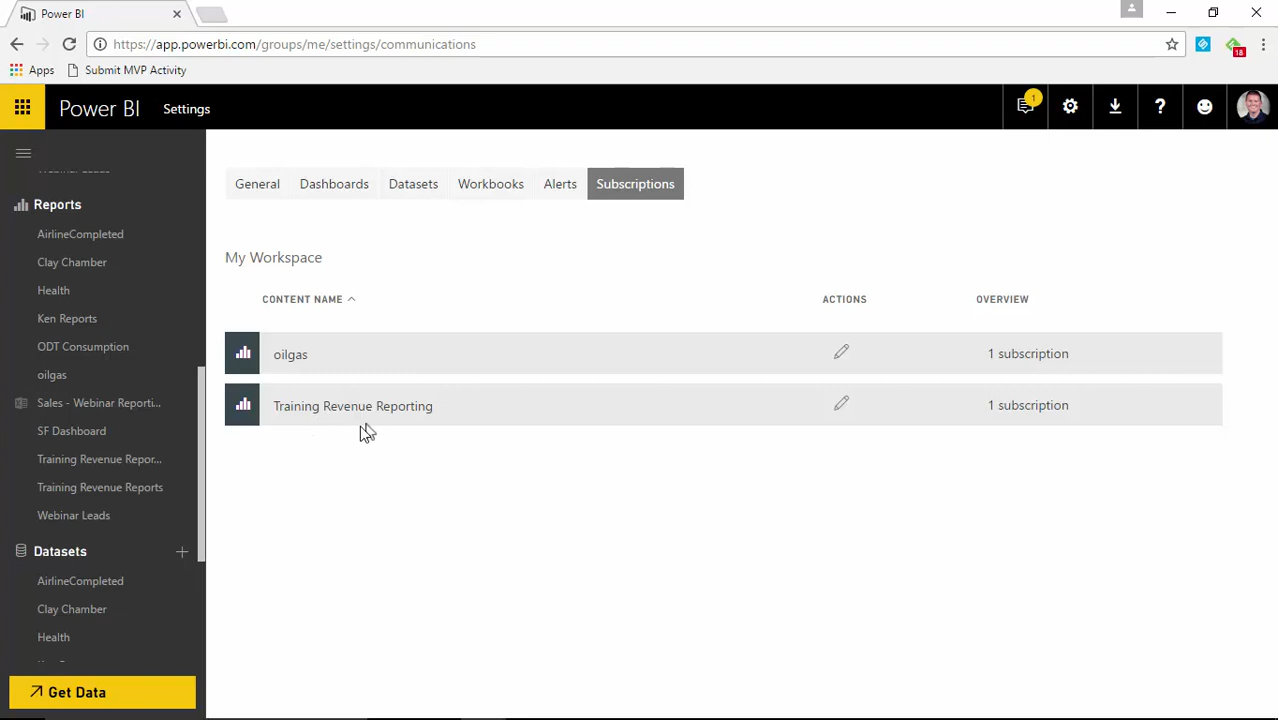 Power BI
https://app.powerbi.com/groups/me/settings/communications
18
Apps Submit MVP Activity
Power BI Settings
1
?
General Dashboards Datasets Workbooks Alerts Subscriptions
Reports
AirlineCompleted
Clay Chamber
Health
Ken Reports
ODT Consumption
oilgas
Sales - Webinar Reporti...
SF Dashboard
Training Revenue Repor...
Training Revenue Reports
Webinar Leads
Datasets
AirlineCompleted
Clay Chamber
Health
Get Data
My Workspace
CONTENT NAME ACTIONS OVERVIEW
oilgas 1 subscription
Training Revenue Reporting 1 subscription